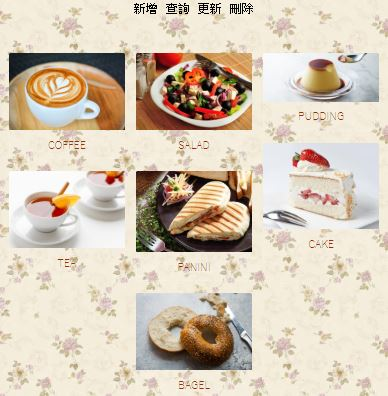 新增 查詢 更新 刪除
COFFEE
SALAD
PUDDING
TEA
PANINI
CAKE
BAGEL